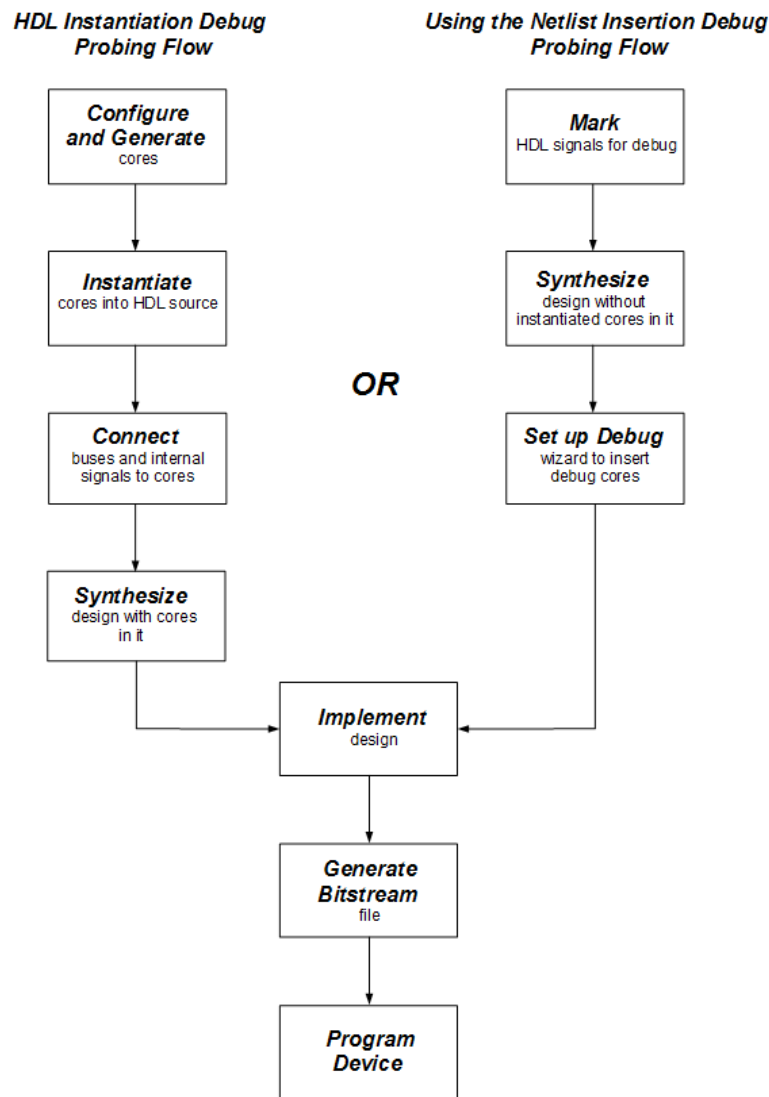 HDL Instantiation Debug
Probing Flow
Configure
and Generate
cores
Instantiate
cores into HDL source
Connect
buses and internal
signals to cores
Synthesize
design with cores
in it
OR
Using the Netlist Insertion Debug
Probing Flow
Mark
HDL signals for debug
Synthesize
design without
instantiated cores in it
Set up Debug
wizard to insert
debug cores
Implement
design
Generate
Bitstream
file
Program
Device